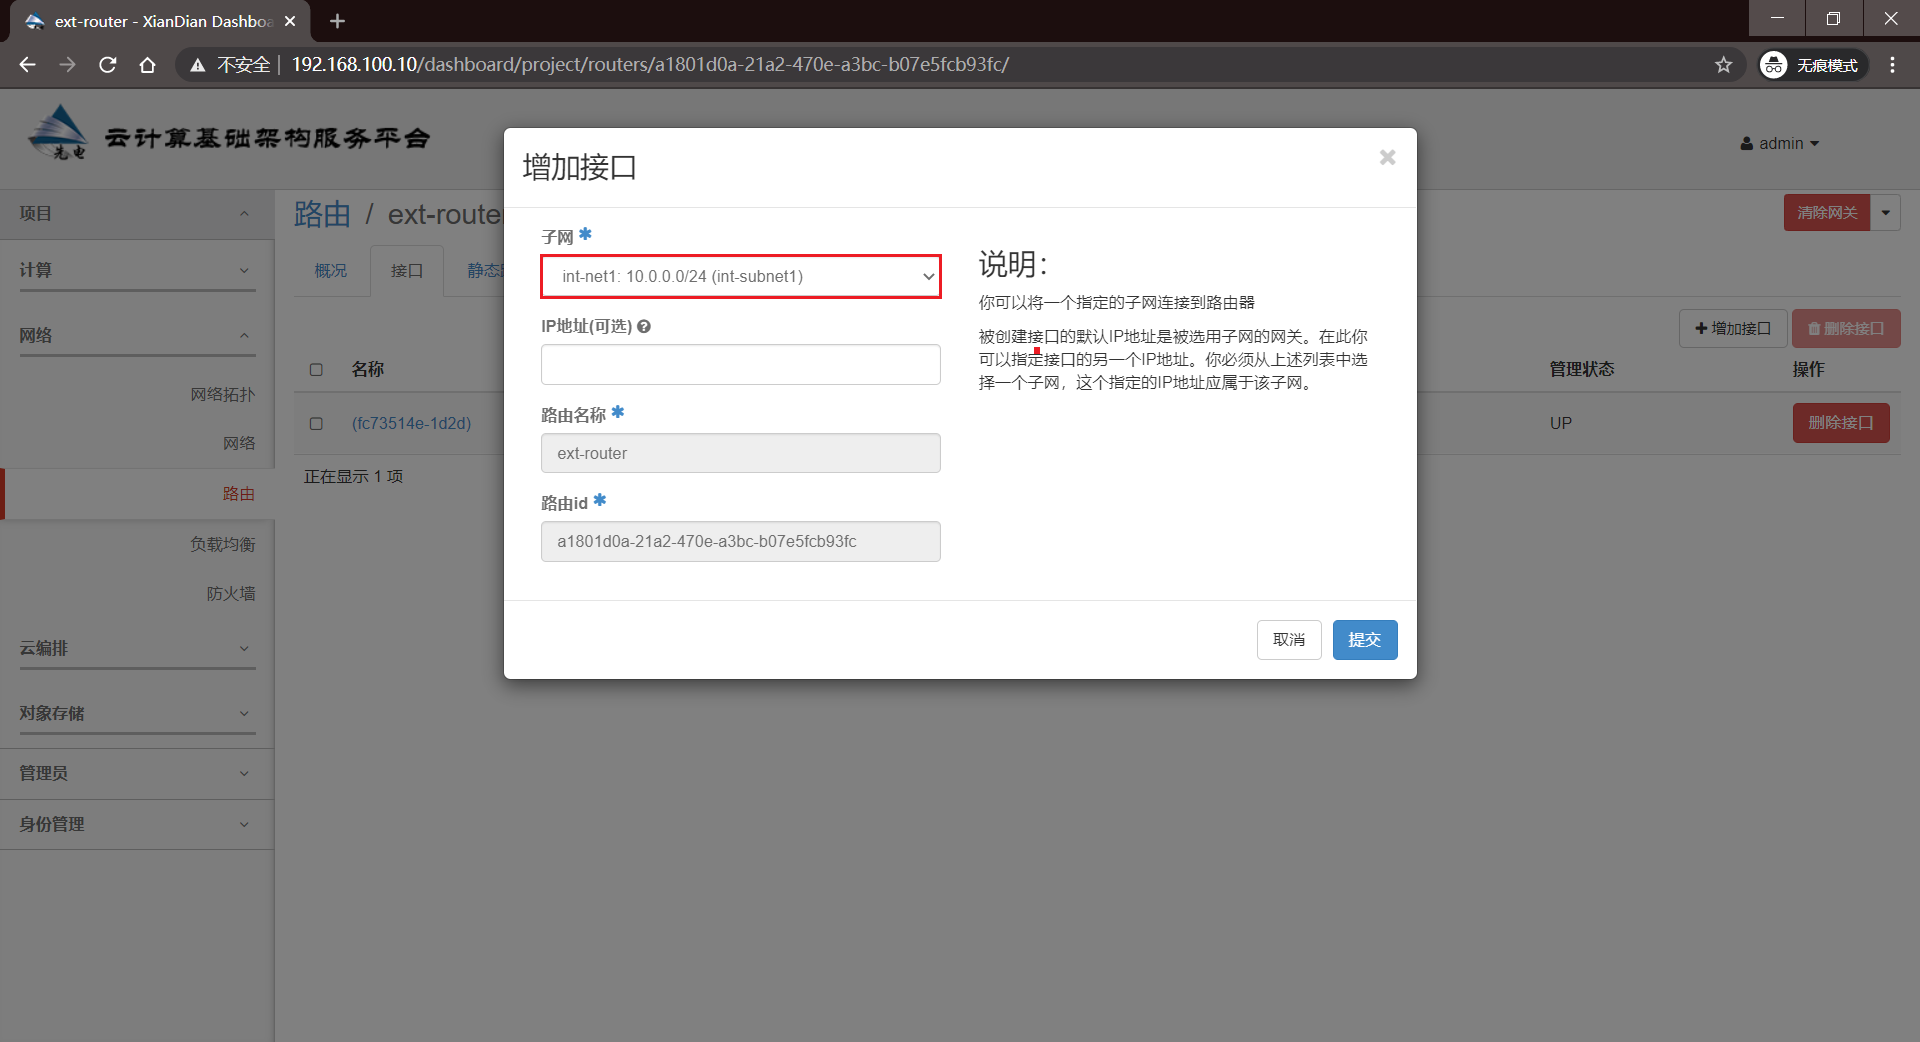 ext-router - XianDian Dashboa
不安全 | 192.168.100.10/dashboard/project/routers/a1801d0a-21a2-470e-a3bc-b07e5fcb93fc/
无痕模式
先电
云计算基础架构服务平台
admin
项目
计算
网络
网络拓扑
网络
路由
负载均衡
防火墙
云编排
对象存储
管理员
身份管理
路由 / ext-route
清除网关
概况
接口
静态
增加接口
删除接口
名称
管理状态
操作
(fc73514e-1d2d)
UP
删除接口
正在显示 1 项
增加接口
子网
int-net1: 10.0.0.0/24 (int-subnet1)
IP地址(可选)
路由名称
ext-router
路由id
a1801d0a-21a2-470e-a3bc-b07e5fcb93fc
说明：
你可以将一个指定的子网连接到路由器
被创建接口的默认IP地址是被选用子网的网关。在此你
可以指定接口的另一个IP地址。你必须从上述列表中选
择一个子网，这个指定的IP地址应属于该子网。
取消
提交